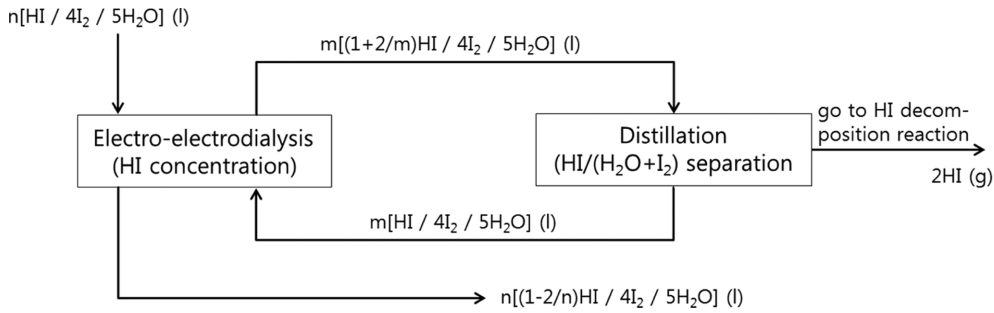 n[HI / 4I₂ / 5H₂O] (l)
m[(1+2/m)HI / 4I₂ / 5H₂O] (l)
Electro-electrodialysis
(HI concentration)
Distillation
(HI/(H₂O+I₂) separation
go to HI decom-
position reaction
2HI (g)
m[HI / 4I₂ / 5H₂O] (l)
n[(1-2/n)HI / 4I₂ / 5H₂O] (l)